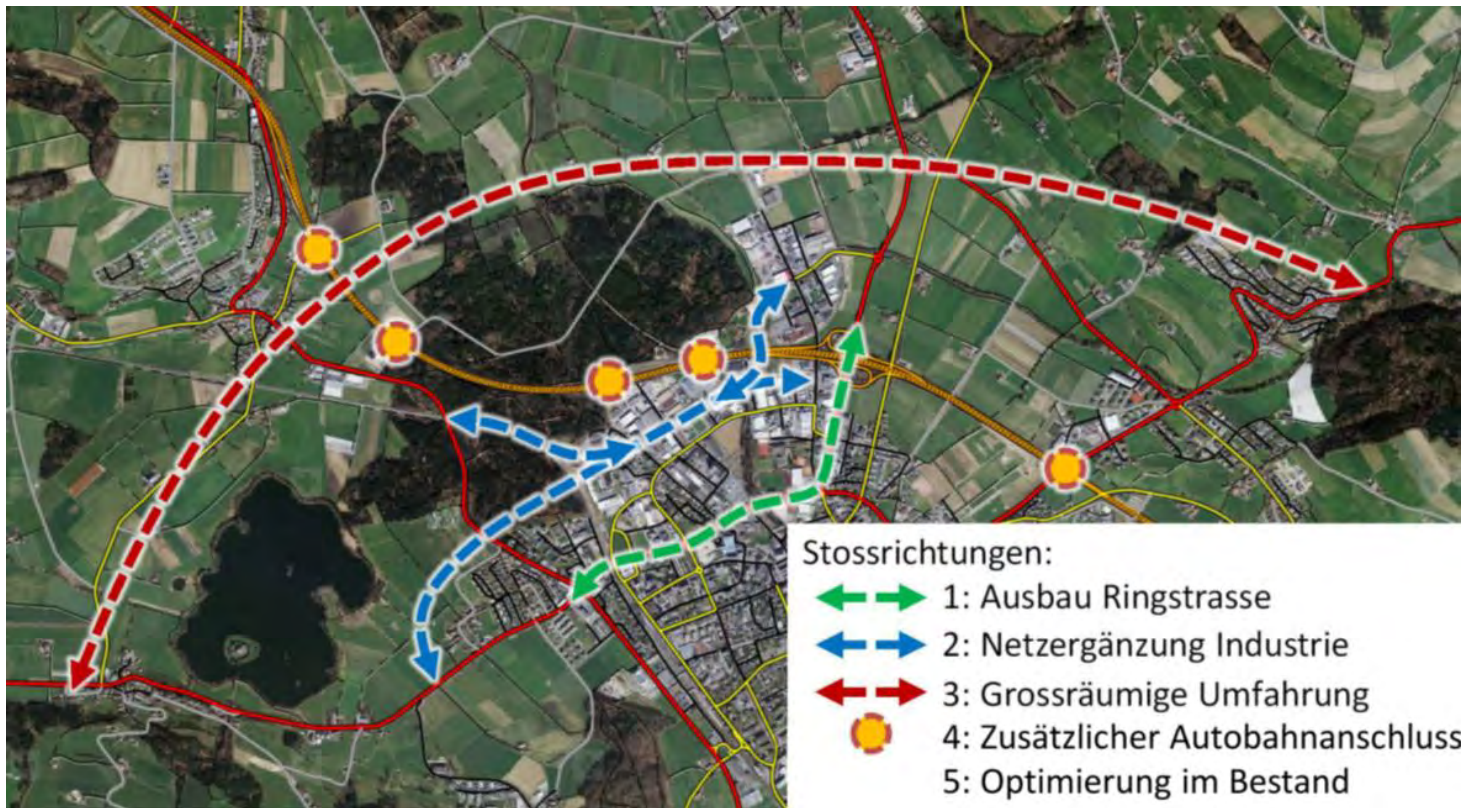 Stossrichtungen:
1: Ausbau Ringstrasse
2: Netzergänzung Industrie
3: Grossräumige Umfahrung
4: Zusätzlicher Autobahnanschluss
5: Optimierung im Bestand